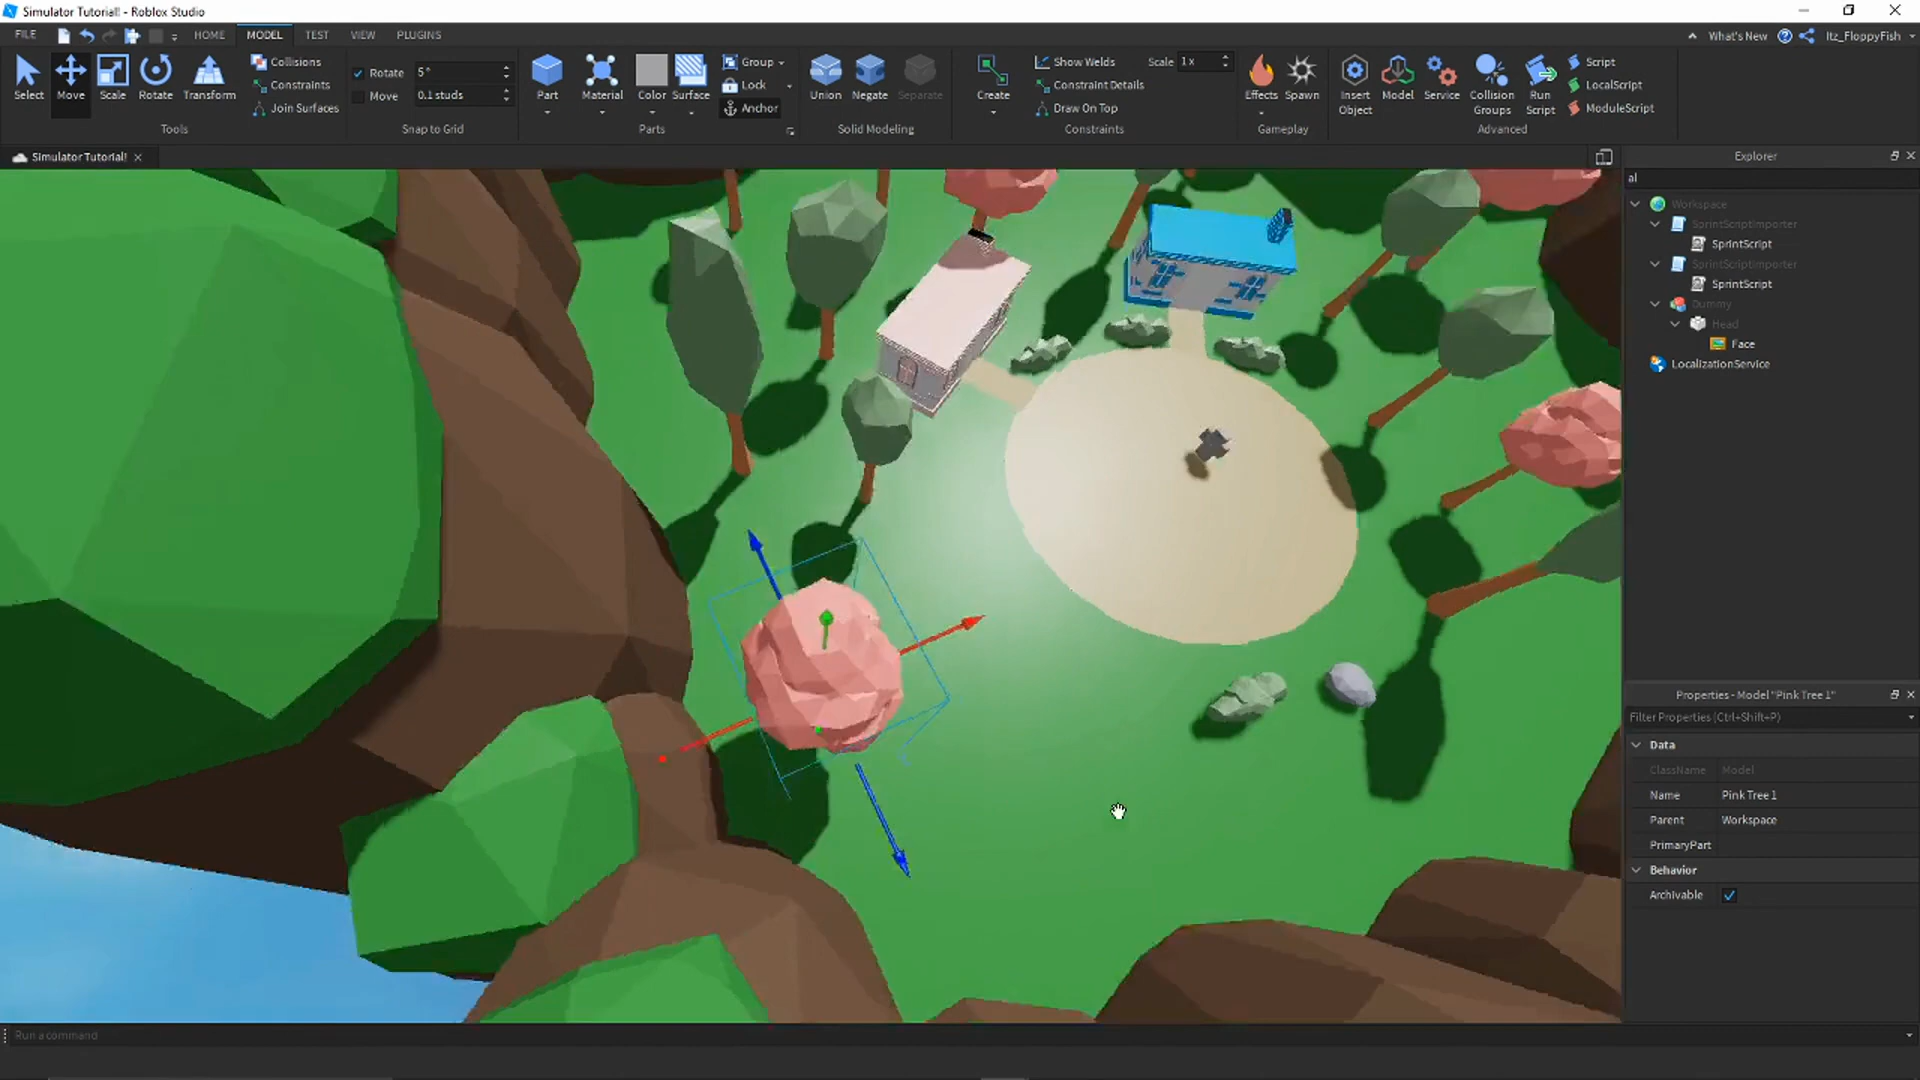 Simulator Tutorial! - Roblox Studio
FILE HOME MODEL TEST VIEW PLUGINS What's New Itz_FloppyFish
Select Move Scale Rotate Transform
Collisions
Constraints
Join Surfaces
Tools
Rotate 5°
Move 0.1 studs
Snap to Grid
Part Material Color Surface
Group
Lock
Anchor
Parts
Union Negate Separate
Solid Modeling
Create
Show Welds Scale 1x
Constraint Details
Draw On Top
Constraints
Effects Spawn
Gameplay
Insert Object Model Service Collision Groups Run Script
Script
LocalScript
ModuleScript
Advanced
Simulator Tutorial!
Explorer
al
Workspace
SprintScriptImporter
SprintScript
SprintScriptImporter
SprintScript
Dummy
Head
Face
LocalizationService
Properties - Model "Pink Tree 1"
Filter Properties (Ctrl+Shift+P)
Data
ClassName Model
Name Pink Tree 1
Parent Workspace
PrimaryPart
Behavior
Archivable
Run a command